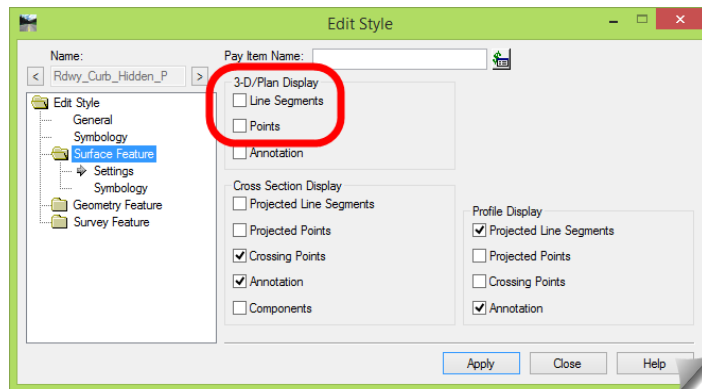 Edit Style
Name:
Pay Item Name:
< Rdwy_Curb_Hidden_P >
3-D/Plan Display
Line Segments
Points
Annotation
Edit Style
General
Symbology
Surface Feature
Settings
Symbology
Geometry Feature
Survey Feature
Cross Section Display
Projected Line Segments
Projected Points
Crossing Points
Annotation
Components
Profile Display
Projected Line Segments
Projected Points
Crossing Points
Annotation
Apply
Close
Help